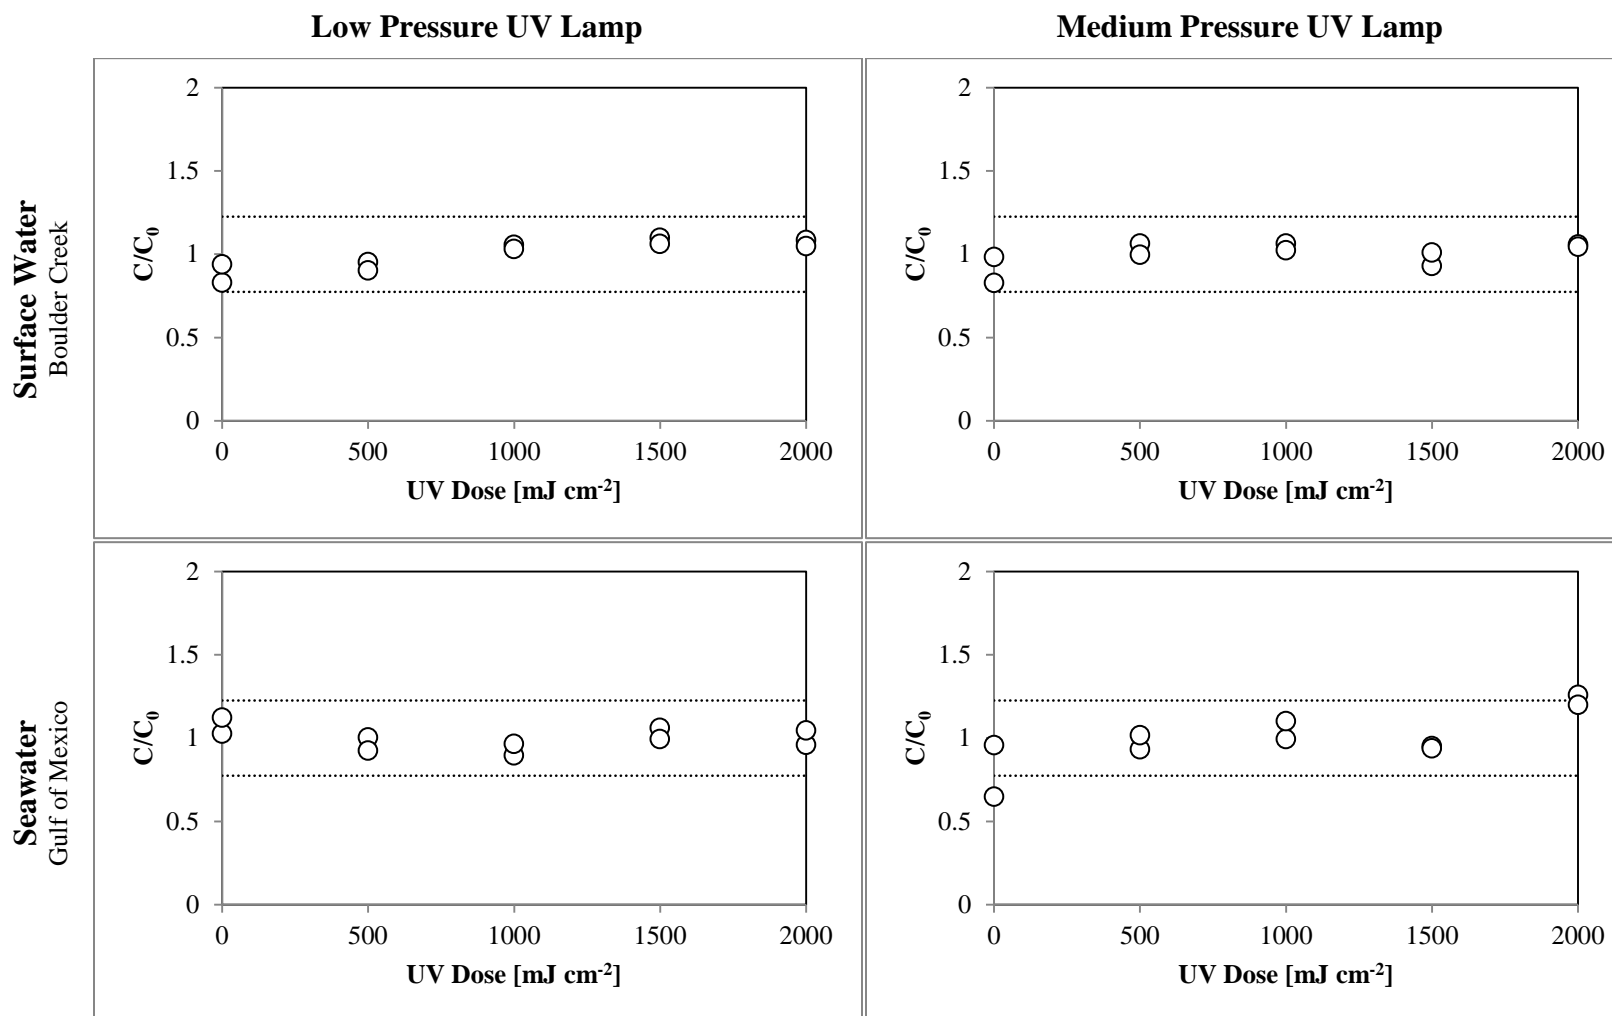 Low Pressure UV Lamp
Medium Pressure UV Lamp
Surface Water
Boulder Creek
C/C0
2
1.5
1
0.5
0
0 500 1000 1500 2000
UV Dose [mJ cm-2]
C/C0
2
1.5
1
0.5
0
0 500 1000 1500 2000
UV Dose [mJ cm-2]
Seawater
Gulf of Mexico
C/C0
2
1.5
1
0.5
0
0 500 1000 1500 2000
UV Dose [mJ cm-2]
C/C0
2
1.5
1
0.5
0
0 500 1000 1500 2000
UV Dose [mJ cm-2]